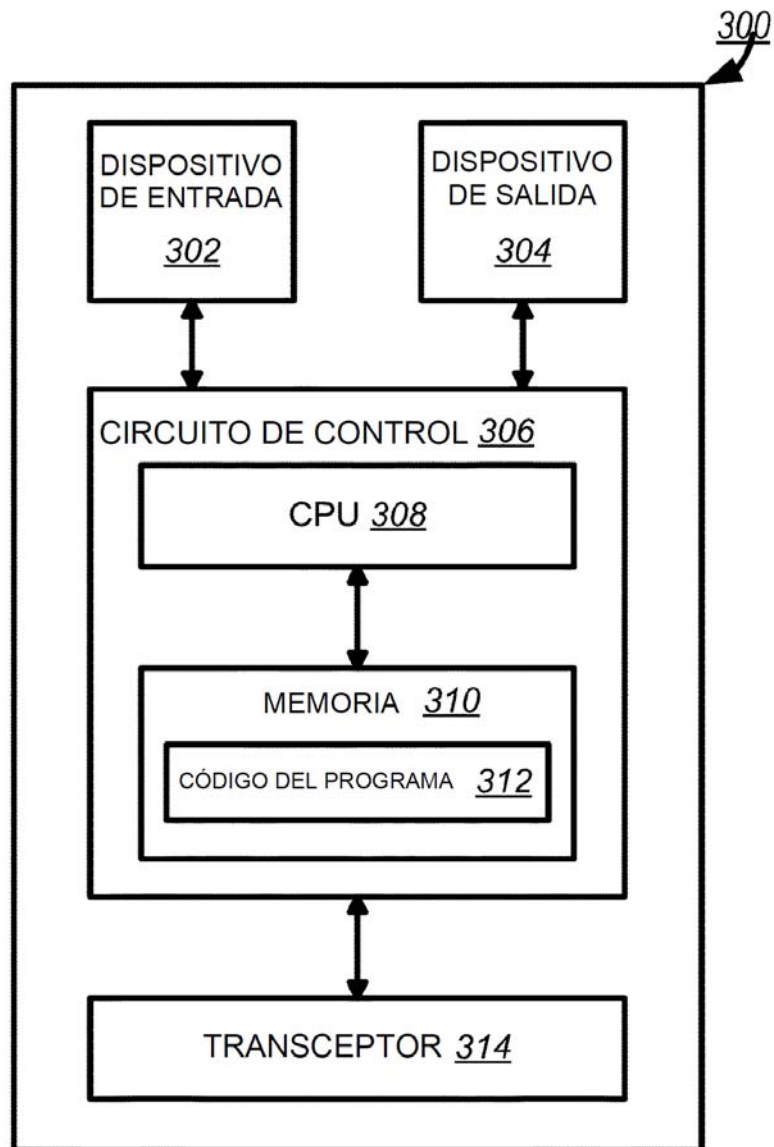 300
DISPOSITIVO
DE ENTRADA
302
DISPOSITIVO
DE SALIDA
304
CIRCUITO DE CONTROL 306
CPU 308
MEMORIA 310
CÓDIGO DEL PROGRAMA 312
TRANSCEPTOR 314